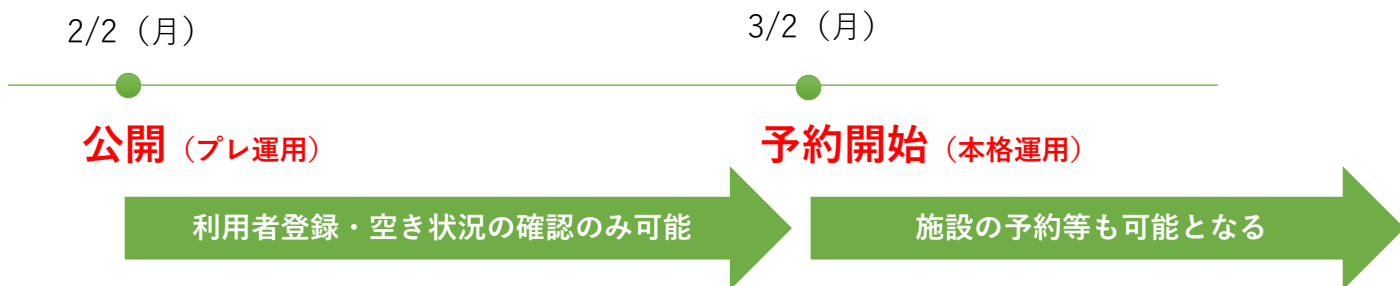 2/2（月）
3/2（月）
公開（プレ運用）
予約開始（本格運用）
利用者登録・空き状況の確認のみ可能
施設の予約等も可能となる